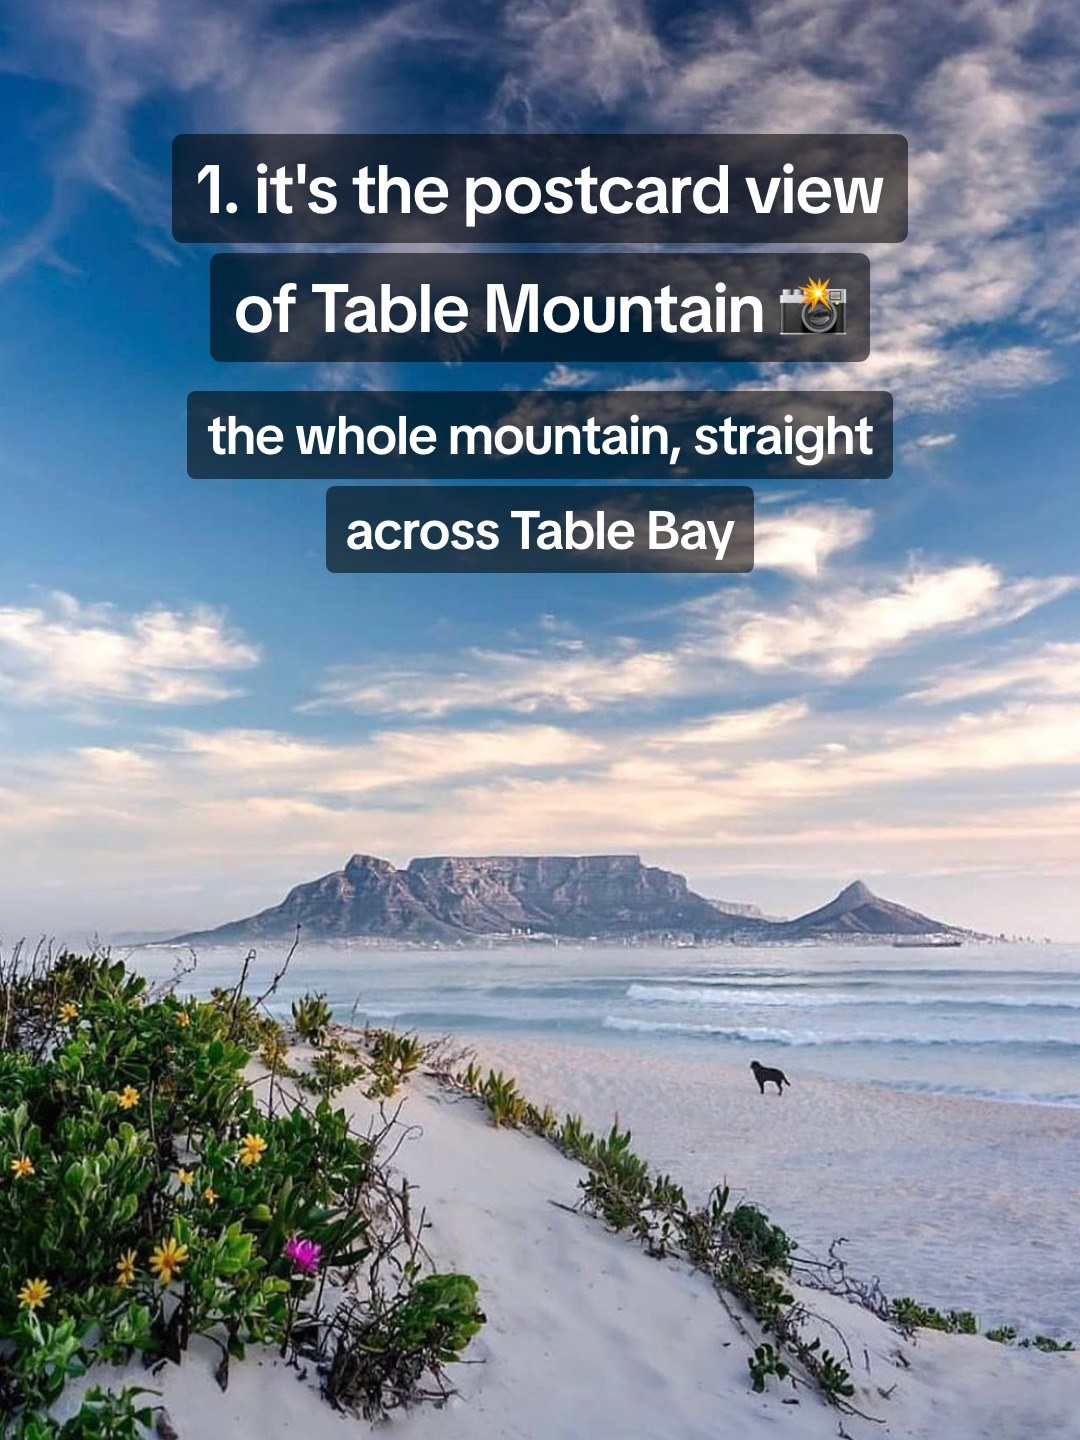 1. it's the postcard view
of Table Mountain 📸
the whole mountain, straight
across Table Bay